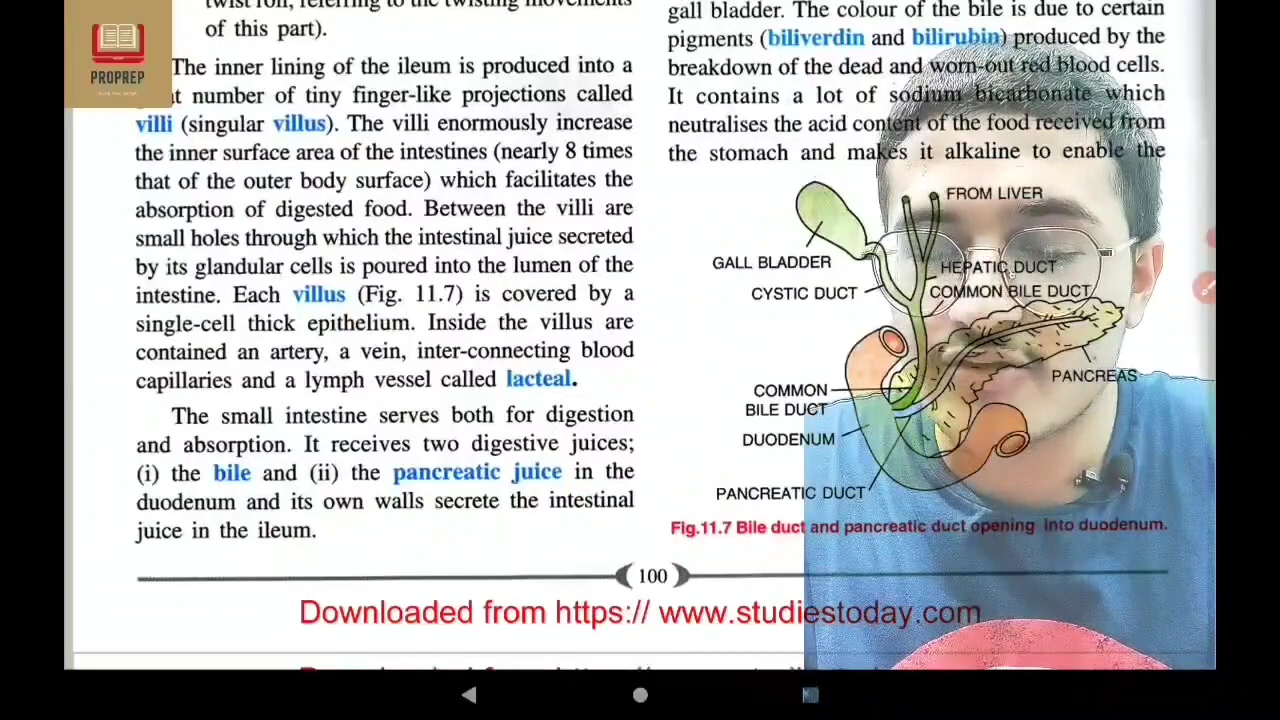 twist roll, referring to the twisting movements
of this part).
The inner lining of the ileum is produced into a
number of tiny finger-like projections called
villi (singular villus). The villi enormously increase
the inner surface area of the intestines (nearly 8 times
that of the outer body surface) which facilitates the
absorption of digested food. Between the villi are
small holes through which the intestinal juice secreted
by its glandular cells is poured into the lumen of the
intestine. Each villus (Fig. 11.7) is covered by a
single-cell thick epithelium. Inside the villus are
contained an artery, a vein, inter-connecting blood
capillaries and a lymph vessel called lacteal.
The small intestine serves both for digestion
and absorption. It receives two digestive juices;
(i) the bile and (ii) the pancreatic juice in the
duodenum and its own walls secrete the intestinal
juice in the ileum.
gall bladder. The colour of the bile is due to certain
pigments (biliverdin and bilirubin) produced by the
breakdown of the dead and worn-out red blood cells.
It contains a lot of sodium bicarbonate which
neutralises the acid content of the food received from
the stomach and makes it alkaline to enable the
FROM LIVER
GALL BLADDER
HEPATIC DUCT
CYSTIC DUCT
COMMON BILE DUCT
PANCREAS
COMMON
BILE DUCT
DUODENUM
PANCREATIC DUCT
Fig.11.7 Bile duct and pancreatic duct opening into duodenum.
100
Downloaded from https:// www.studiestoday.com
PROPREP